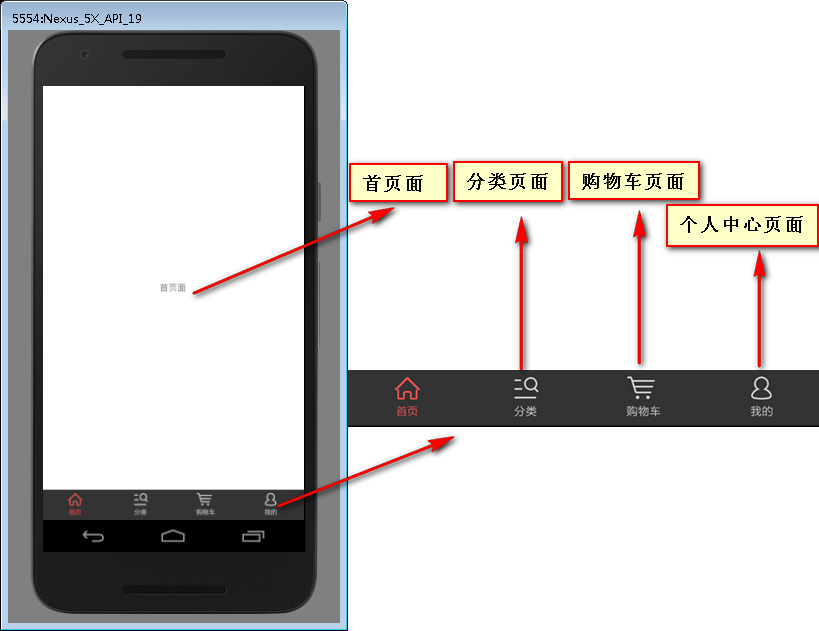 5554:Nexus_5X_API_19
首页面
分类页面
购物车页面
个人中心页面
首页面
首页
分类
购物车
我的
首页
分类
购物车
我的